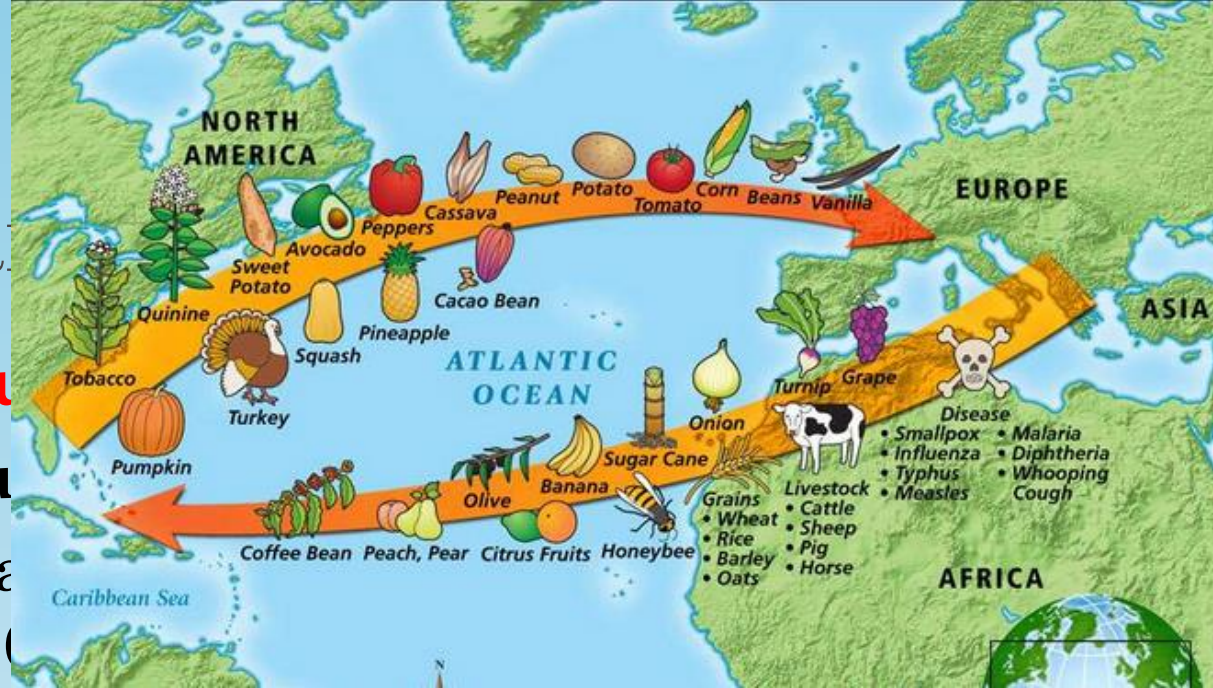 NORTH
AMERICA
EUROPE
ASIA
AFRICA
ATLANTIC
OCEAN
Caribbean Sea
Tobacco
Quinine
Sweet
Potato
Avocado
Peppers
Cassava
Peanut
Potato
Tomato
Corn
Beans
Vanilla
Pumpkin
Turkey
Squash
Pineapple
Cacao Bean
Coffee Bean
Peach, Pear
Olive
Citrus Fruits
Banana
Honeybee
Sugar Cane
Onion
Turnip
Grape
Grains
• Wheat
• Rice
• Barley
• Oats
Livestock
• Cattle
• Sheep
• Pig
• Horse
Disease
• Smallpox
• Influenza
• Typhus
• Measles
• Malaria
• Diphtheria
• Whooping
Cough
N